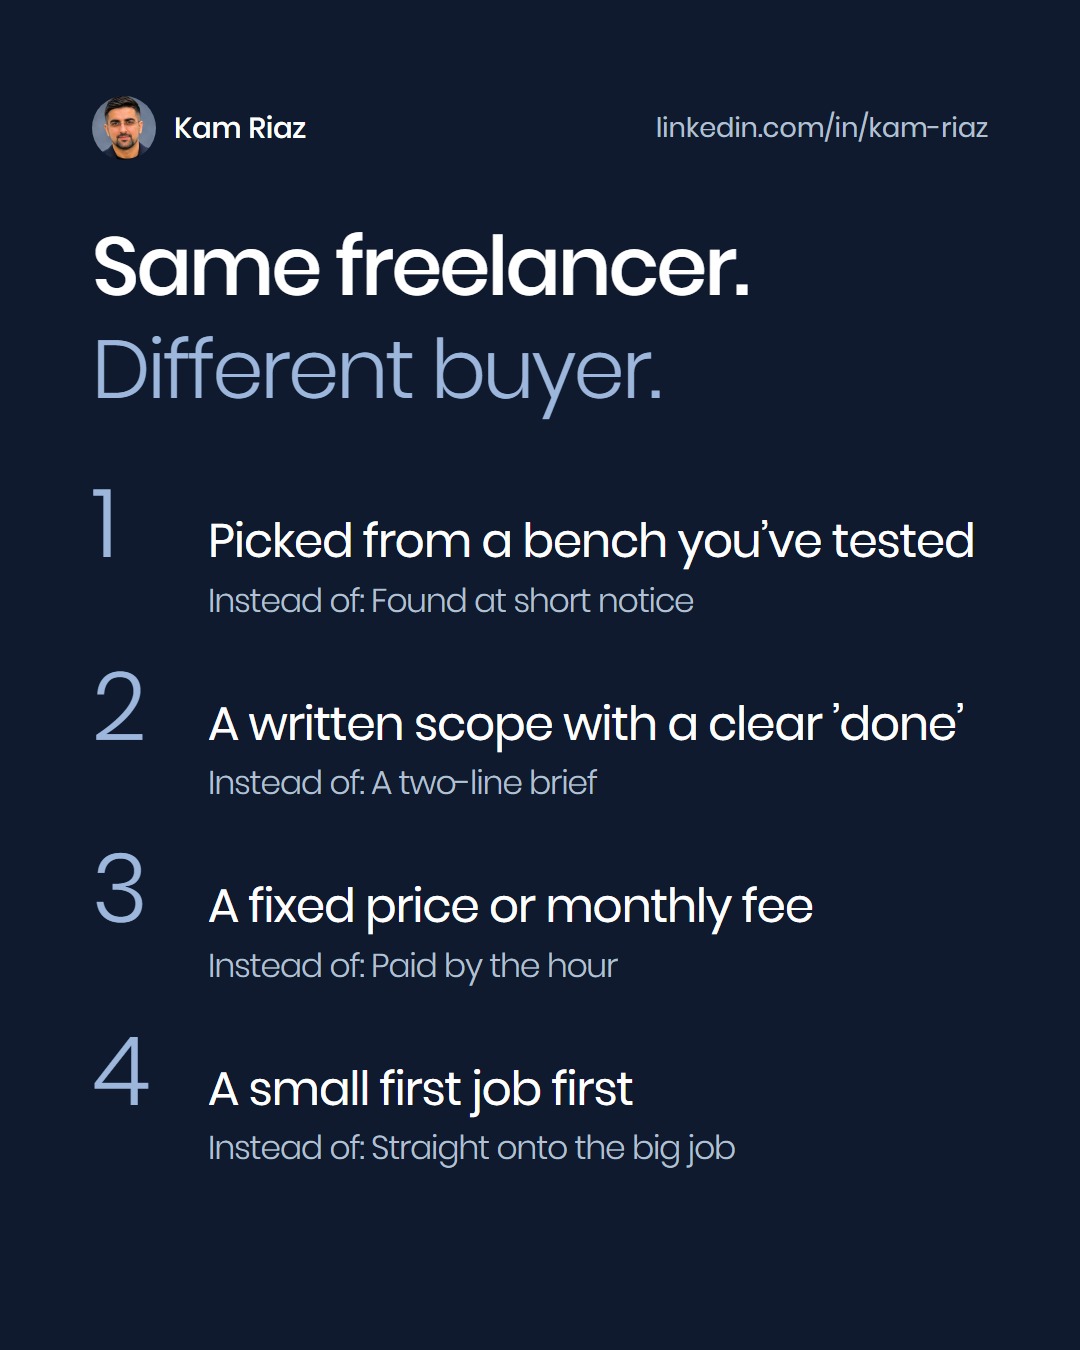 Kam Riaz
linkedin.com/in/kam-riaz
Same freelancer.
Different buyer.
1
Picked from a bench you’ve tested
Instead of: Found at short notice
2
A written scope with a clear ’done’
Instead of: A two-line brief
3
A fixed price or monthly fee
Instead of: Paid by the hour
4
A small first job first
Instead of: Straight onto the big job